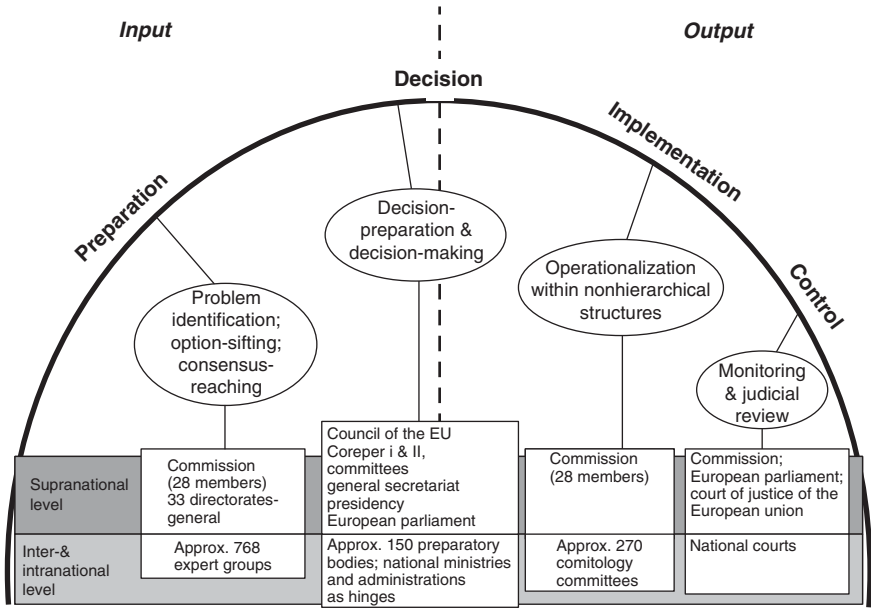 Input
Output
Decision
Preparation
Implementation
Control
Decision-
preparation &
decision-making
Operationalization
within nonhierarchical
structures
Problem
identification;
option-sifting;
consensus-
reaching
Monitoring
& judicial
review
Supranational
level
Commission
(28 members)
33 directorates-
general
Council of the EU
Coreper i & II,
committees
general secretariat
presidency
European parliament
Commission
(28 members)
Commission;
European parliament;
court of justice of the
European union
Inter-&
intranational
level
Approx. 768
expert groups
Approx. 150 preparatory
bodies; national ministries
and administrations
as hinges
Approx. 270
comitology
committees
National courts